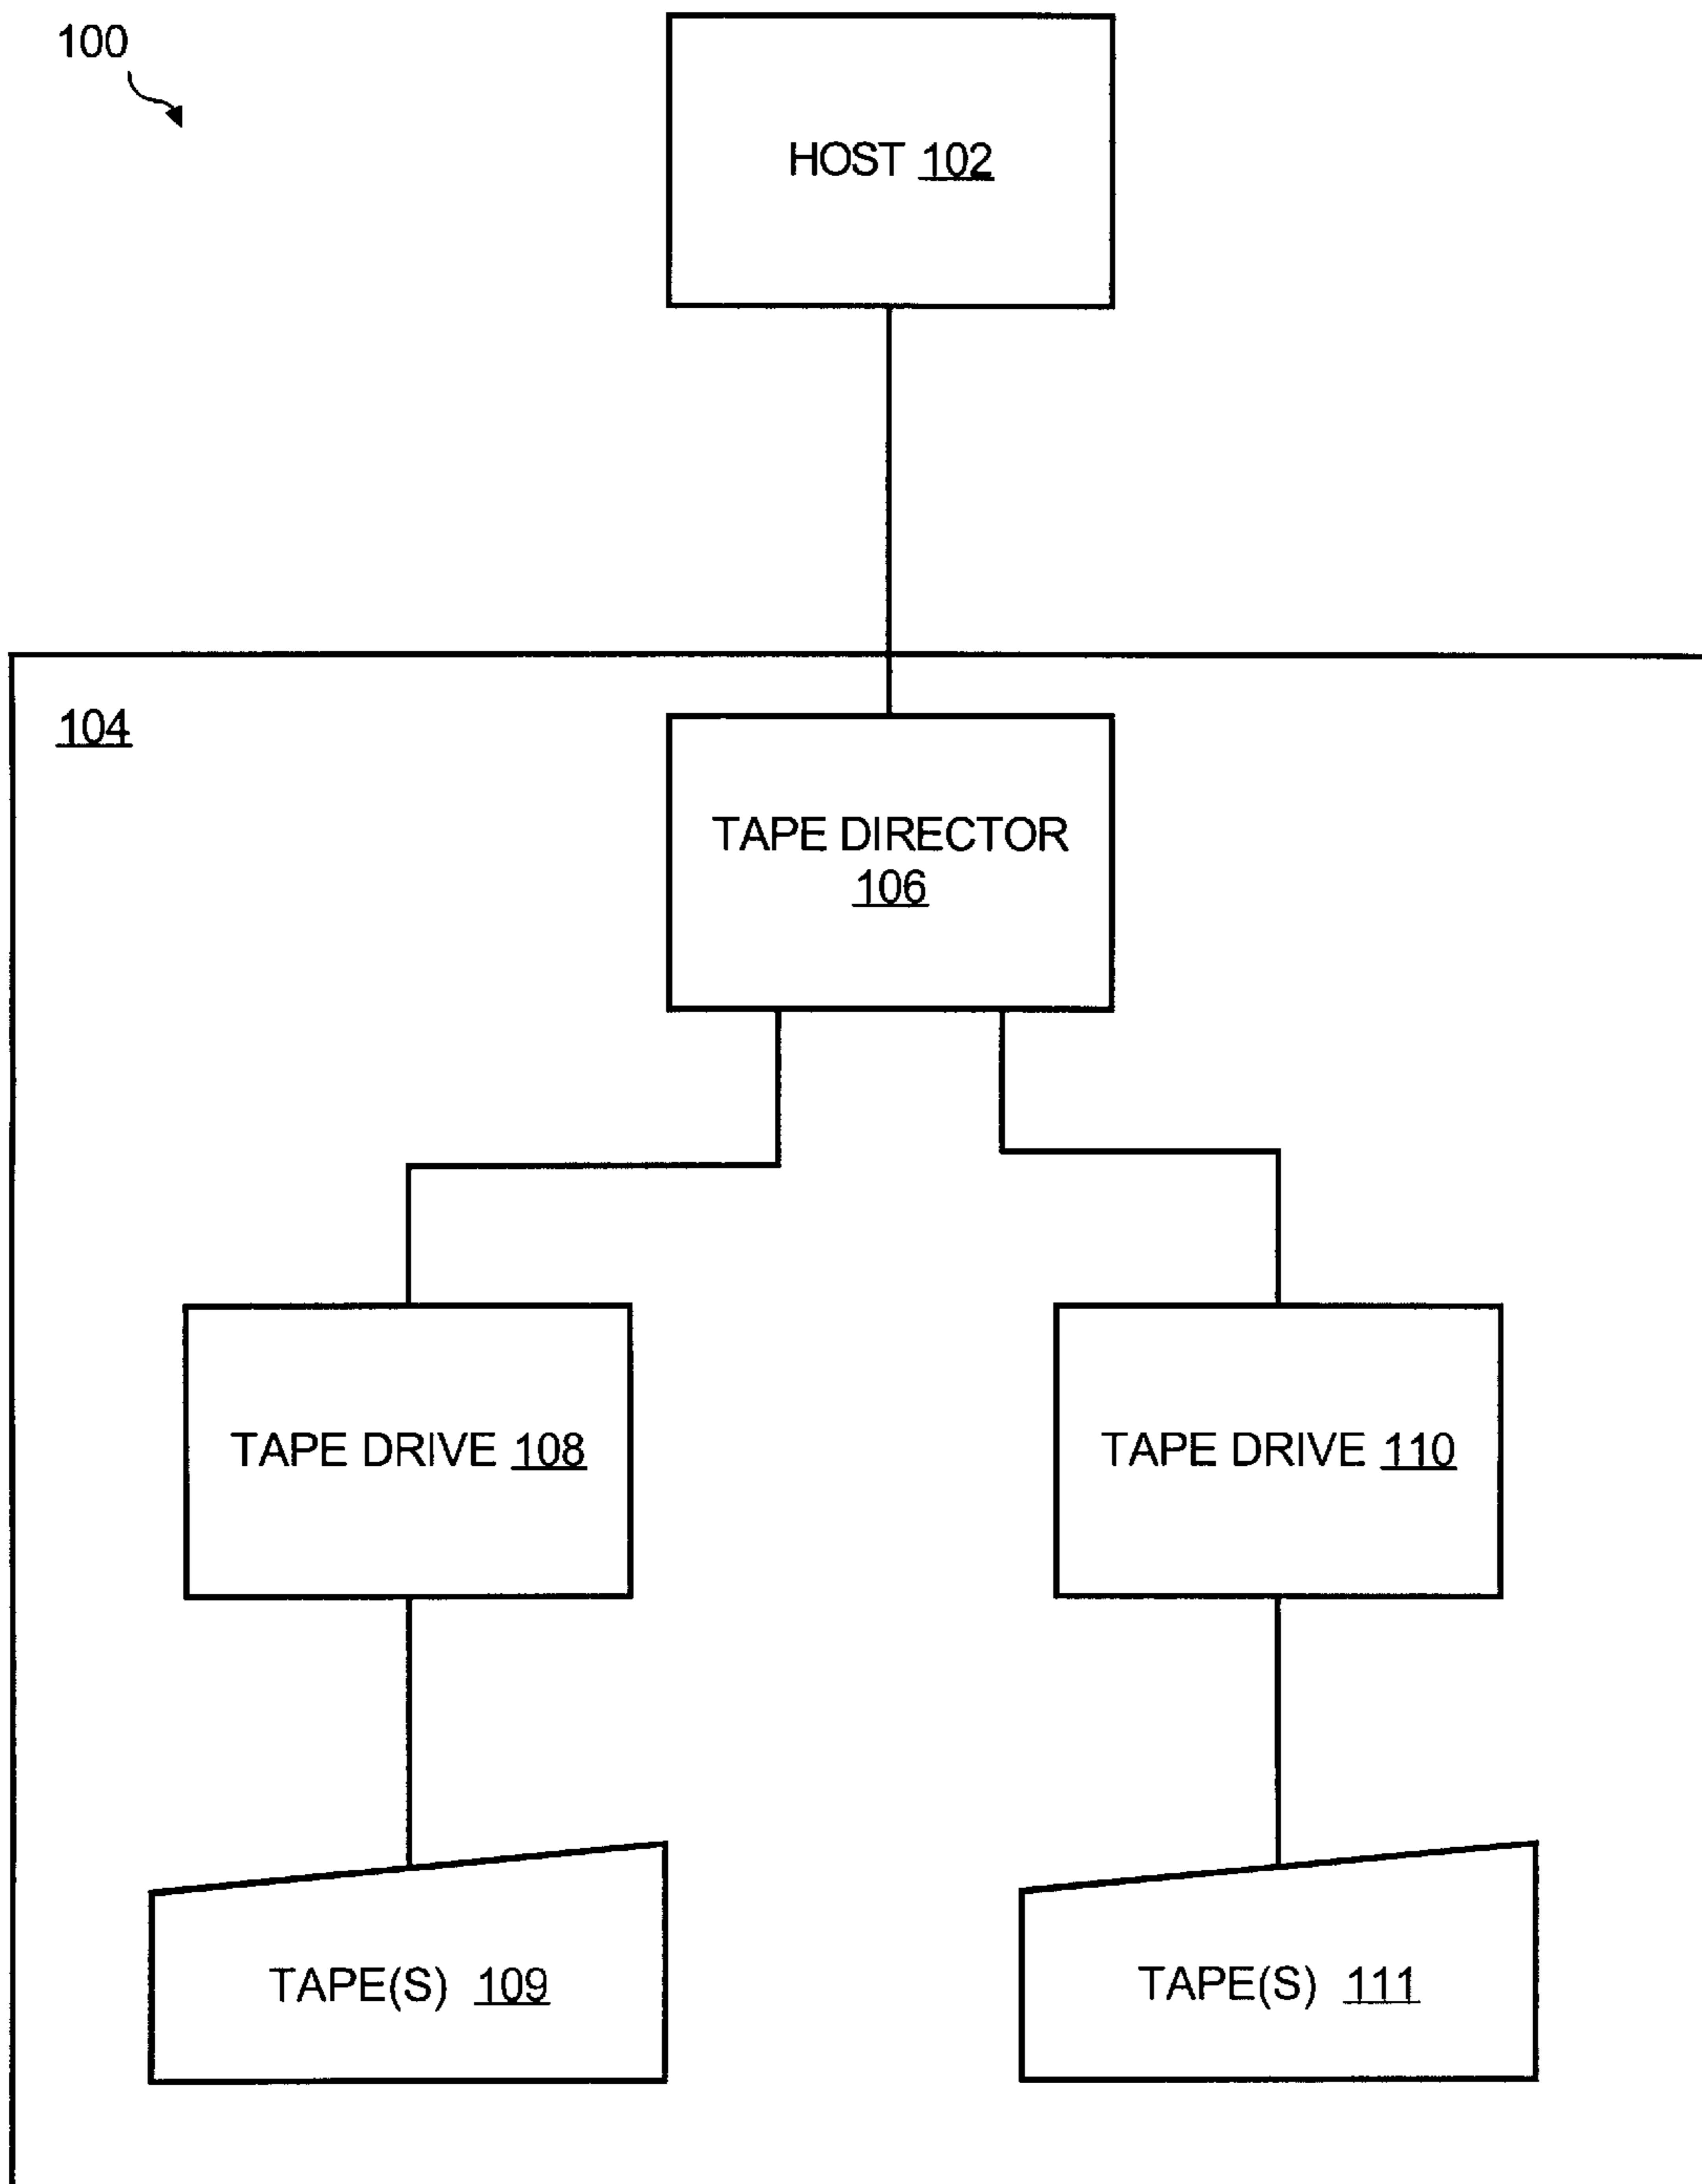 100
HOST 102
104
TAPE DIRECTOR
106
TAPE DRIVE 108
TAPE DRIVE 110
TAPE(S) 109
TAPE(S) 111